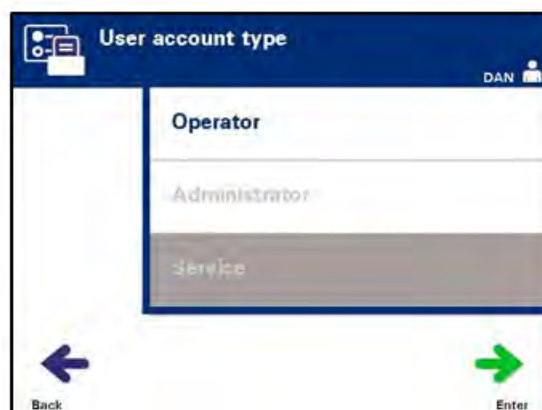 User account type
DAN
Operator
Administrator
Service
Back
Enter